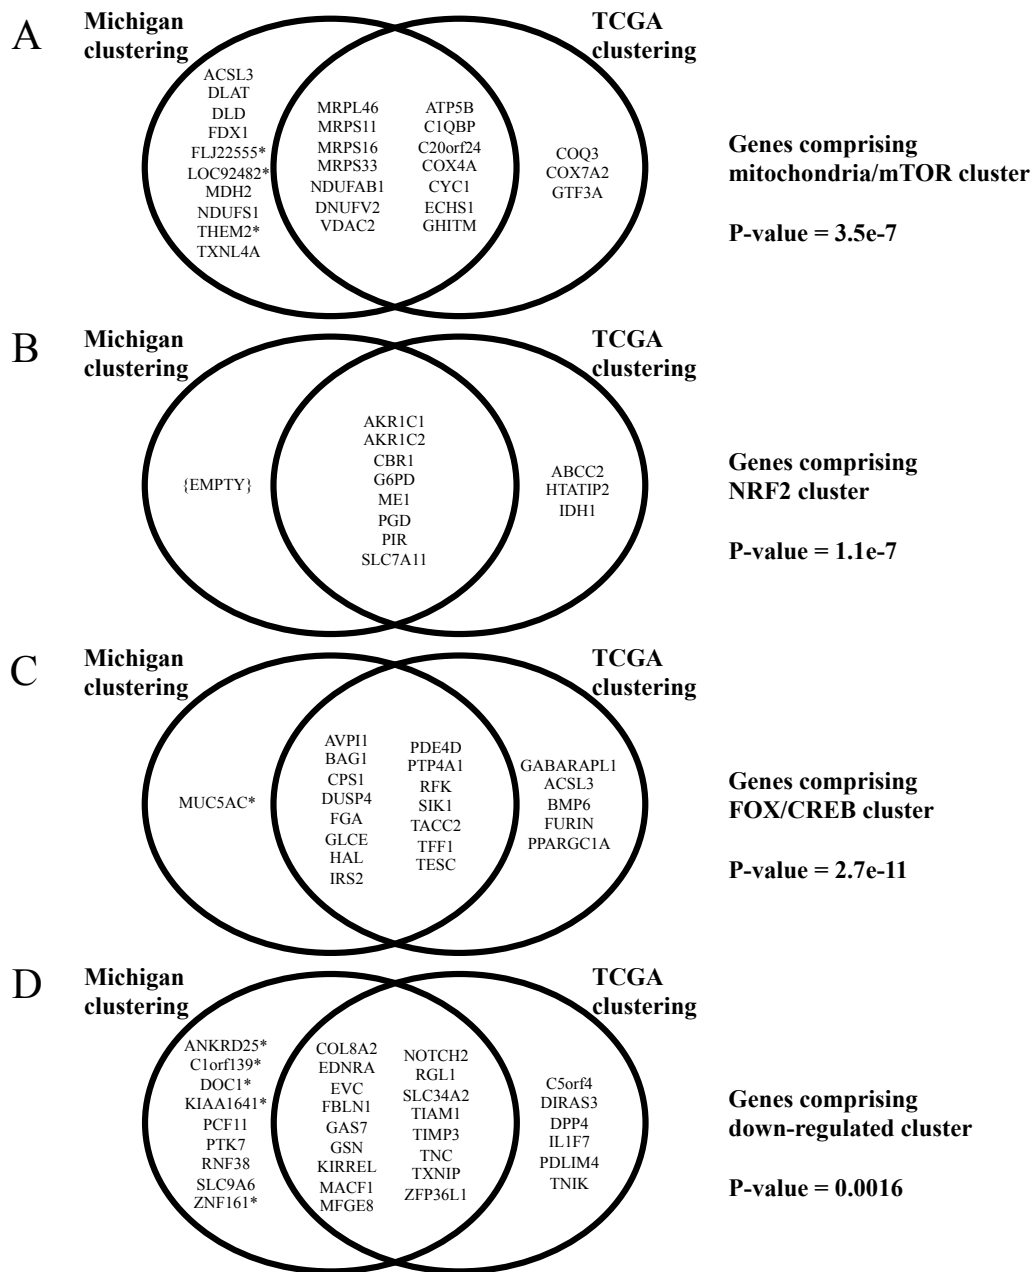 A
Michigan
clustering
TCGA
clustering
ACSL3
DLAT
DLD
FDX1
FLJ22555*
LOC92482*
MDH2
NDUFS1
THEM2*
TXNL4A
MRPL46
MRPS11
MRPS16
MRPS33
NDUFAB1
DNUFV2
VDAC2
ATP5B
C1QBP
C20orf24
COX4A
CYC1
ECHS1
GHITM
COQ3
COX7A2
GTF3A
Genes comprising
mitochondria/mTOR cluster
P-value = 3.5e-7
B
Michigan
clustering
TCGA
clustering
{EMPTY}
AKR1C1
AKR1C2
CBR1
G6PD
ME1
PGD
PIR
SLC7A11
ABCC2
HTATIP2
IDH1
Genes comprising
NRF2 cluster
P-value = 1.1e-7
C
Michigan
clustering
TCGA
clustering
MUC5AC*
AVPI1
BAG1
CPS1
DUSP4
FGA
GLCE
HAL
IRS2
PDE4D
PTP4A1
RFK
SIK1
TACC2
TFF1
TESC
GABARAPL1
ACSL3
BMP6
FURIN
PPARGC1A
Genes comprising
FOX/CREB cluster
P-value = 2.7e-11
D
Michigan
clustering
TCGA
clustering
ANKRD25*
C1orf139*
DOC1*
KIAA1641*
PCF11
PTK7
RNF38
SLC9A6
ZNF161*
COL8A2
EDNRA
EVC
FBLN1
GAS7
GSN
KIRREL
MACF1
MFGE8
NOTCH2
RGL1
SLC34A2
TIAM1
TIMP3
TNC
TXNIP
ZFP36L1
C5orf4
DIRAS3
DPP4
IL1F7
PDLIM4
TNIK
Genes comprising
down-regulated cluster
P-value = 0.0016